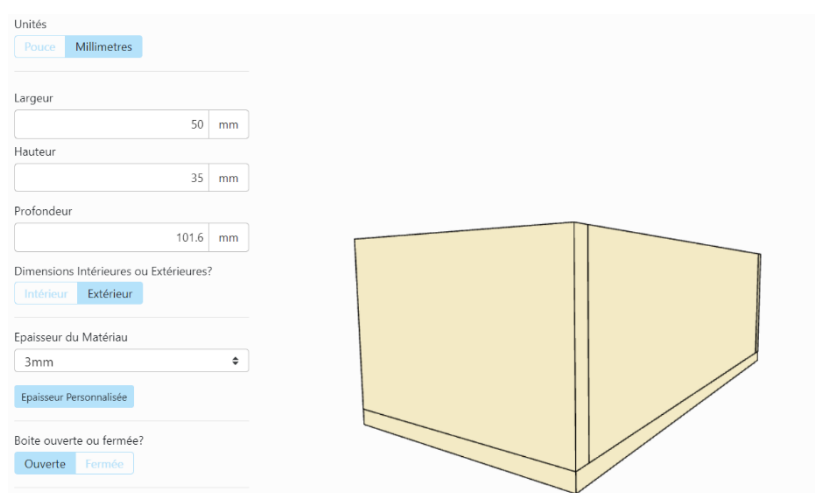 Unités
Pouce Millimetres
Largeur
50 mm
Hauteur
35 mm
Profondeur
101.6 mm
Dimensions Intérieures ou Extérieures?
Intérieur Extérieur
Epaisseur du Matériau
3mm
Epaisseur Personnalisée
Boite ouverte ou fermée?
Ouverte Fermée